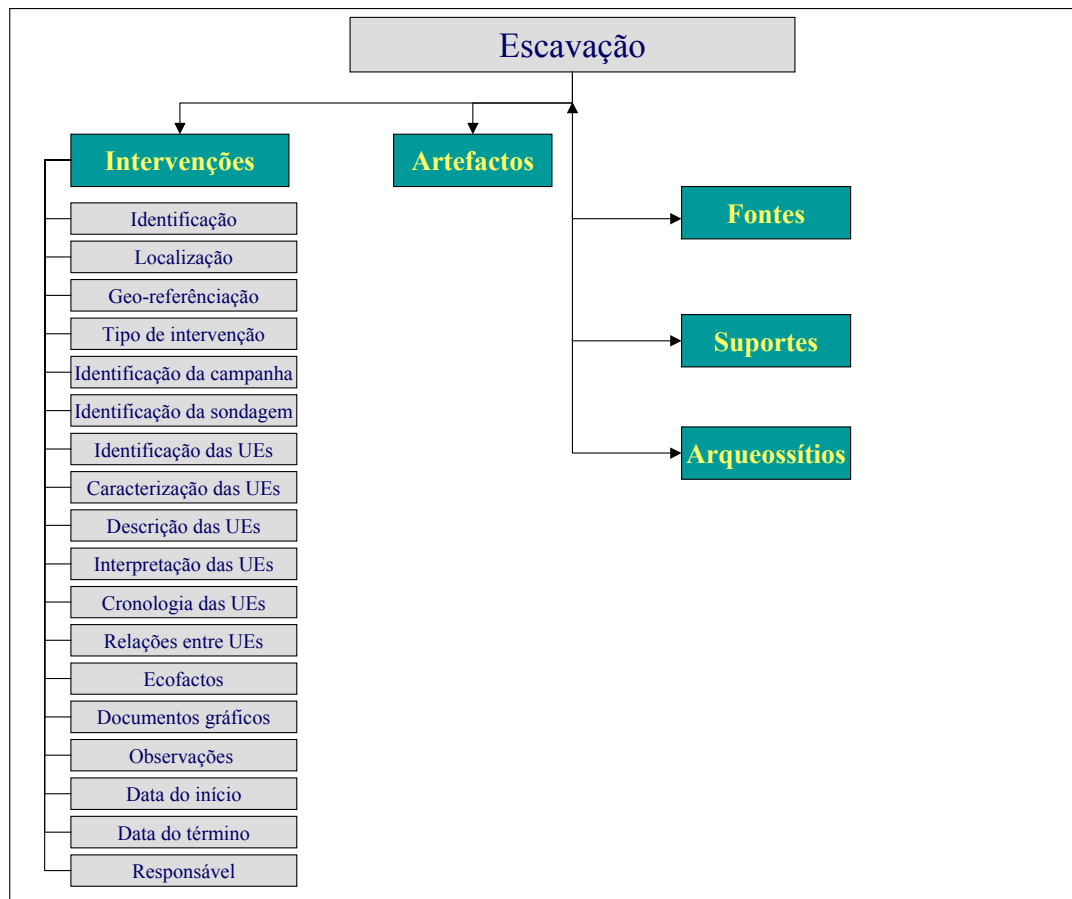 Escavação
Intervenções
Artefactos
Fontes
Suportes
Arqueossítios
Identificação
Localização
Geo-referênciação
Tipo de intervenção
Identificação da campanha
Identificação da sondagem
Identificação das UEs
Caracterização das UEs
Descrição das UEs
Interpretação das UEs
Cronologia das UEs
Relações entre UEs
Ecofactos
Documentos gráficos
Observações
Data do início
Data do término
Responsável